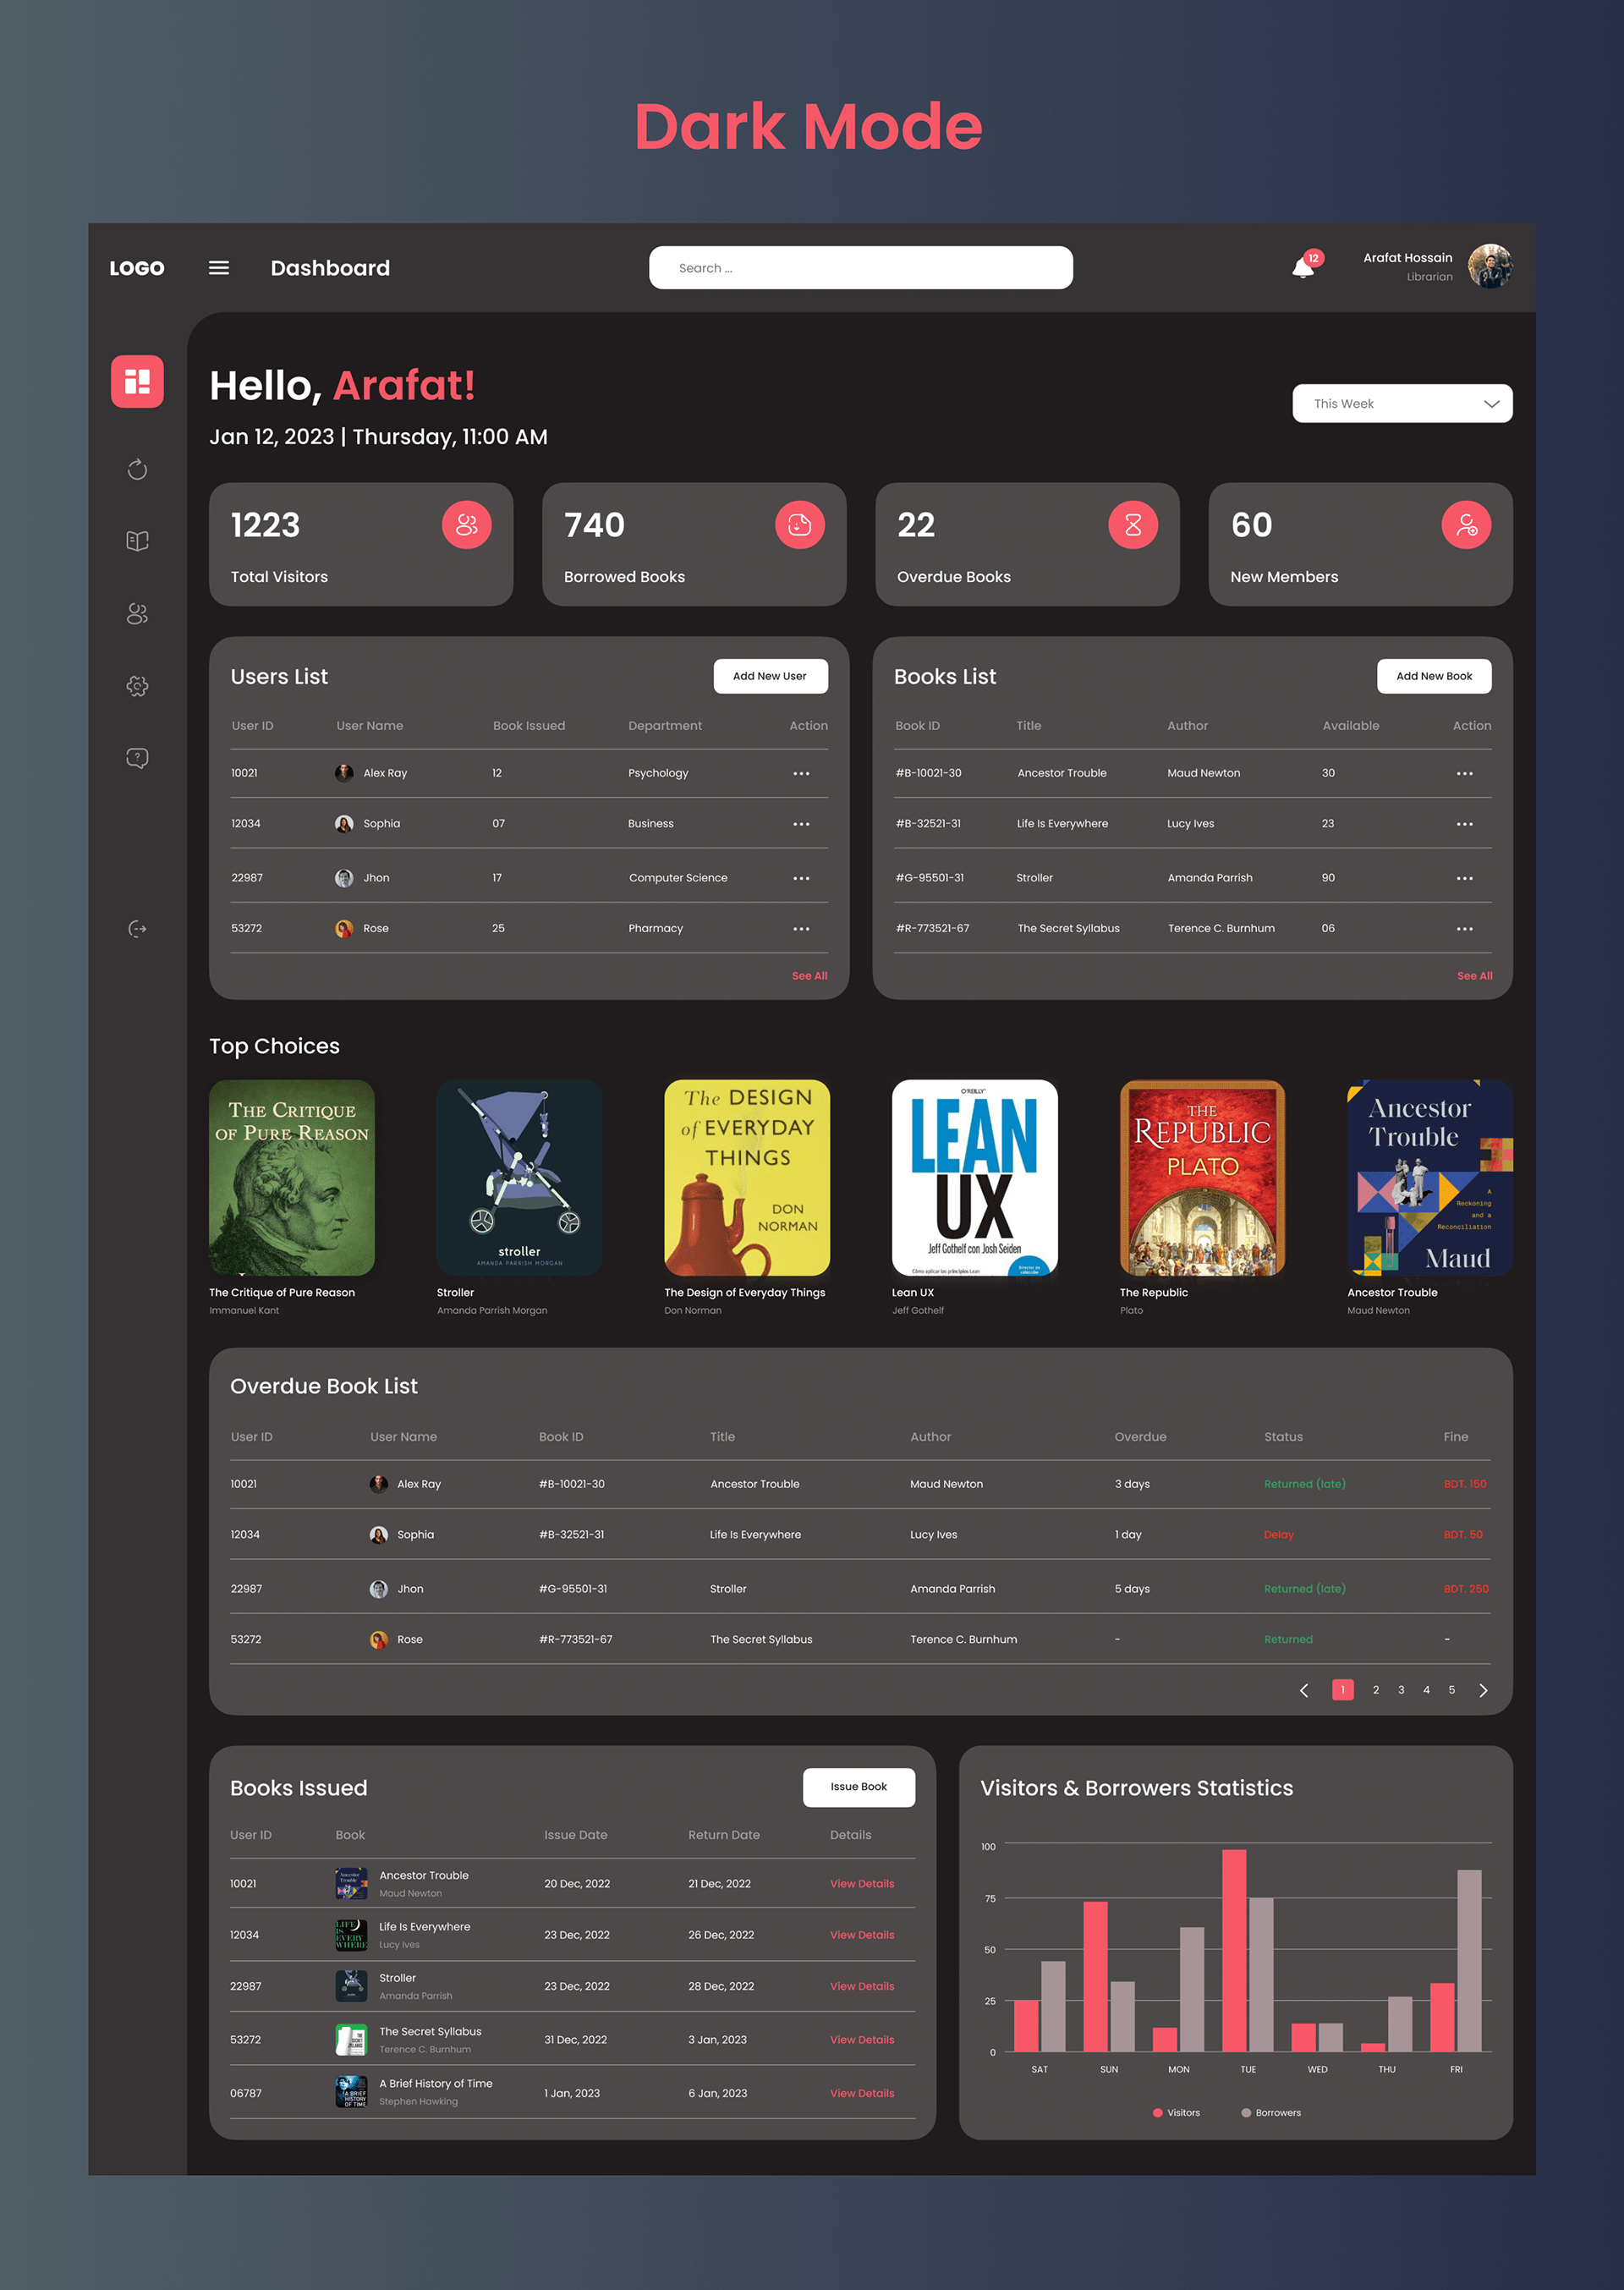 Dark Mode
LOGO
Dashboard
Search ...
12
Arafat Hossain
Librarian
Hello, Arafat!
Jan 12, 2023 | Thursday, 11:00 AM
This Week
1223
Total Visitors
740
Borrowed Books
22
Overdue Books
60
New Members
Users List
Add New User
User ID User Name Book Issued Department Action
10021 Alex Ray 12 Psychology
12034 Sophia 07 Business
22987 Jhon 17 Computer Science
53272 Rose 25 Pharmacy
See All
Books List
Add New Book
Book ID Title Author Available Action
#B-10021-30 Ancestor Trouble Maud Newton 30
#B-32521-31 Life Is Everywhere Lucy Ives 23
#G-95501-31 Stroller Amanda Parrish 90
#R-773521-67 The Secret Syllabus Terence C. Burnhum 06
See All
Top Choices
THE CRITIQUE
OF PURE REASON
The Critique of Pure Reason
Immanuel Kant
stroller
AMANDA PARRISH MORGAN
Stroller
Amanda Parrish Morgan
The DESIGN
of EVERYDAY
THINGS
DON
NORMAN
The Design of Everyday Things
Don Norman
O'REILLY
LEAN
UX
Jeff Gothelf con Josh Seiden
Cómo aplicar los principios Lean
Lean UX
Jeff Gothelf
THE
REPUBLIC
PLATO
The Republic
Plato
Ancestor
Trouble
A
Reckoning
and a
Reconciliation
Maud
Ancestor Trouble
Maud Newton
Overdue Book List
User ID User Name Book ID Title Author Overdue Status Fine
10021 Alex Ray #B-10021-30 Ancestor Trouble Maud Newton 3 days Returned (late) BDT. 150
12034 Sophia #B-32521-31 Life Is Everywhere Lucy Ives 1 day Delay BDT. 50
22987 Jhon #G-95501-31 Stroller Amanda Parrish 5 days Returned (late) BDT. 250
53272 Rose #R-773521-67 The Secret Syllabus Terence C. Burnhum - Returned -
1 2 3 4 5
Books Issued
Issue Book
User ID Book Issue Date Return Date Details
10021 Ancestor Trouble 20 Dec, 2022 21 Dec, 2022 View Details
Maud Newton
12034 Life Is Everywhere 23 Dec, 2022 26 Dec, 2022 View Details
Lucy Ives
22987 Stroller 23 Dec, 2022 28 Dec, 2022 View Details
Amanda Parrish
53272 The Secret Syllabus 31 Dec, 2022 3 Jan, 2023 View Details
Terence C. Burnhum
06787 A Brief History of Time 1 Jan, 2023 6 Jan, 2023 View Details
Stephen Hawking
Visitors & Borrowers Statistics
100
75
50
25
0
SAT SUN MON TUE WED THU FRI
Visitors Borrowers